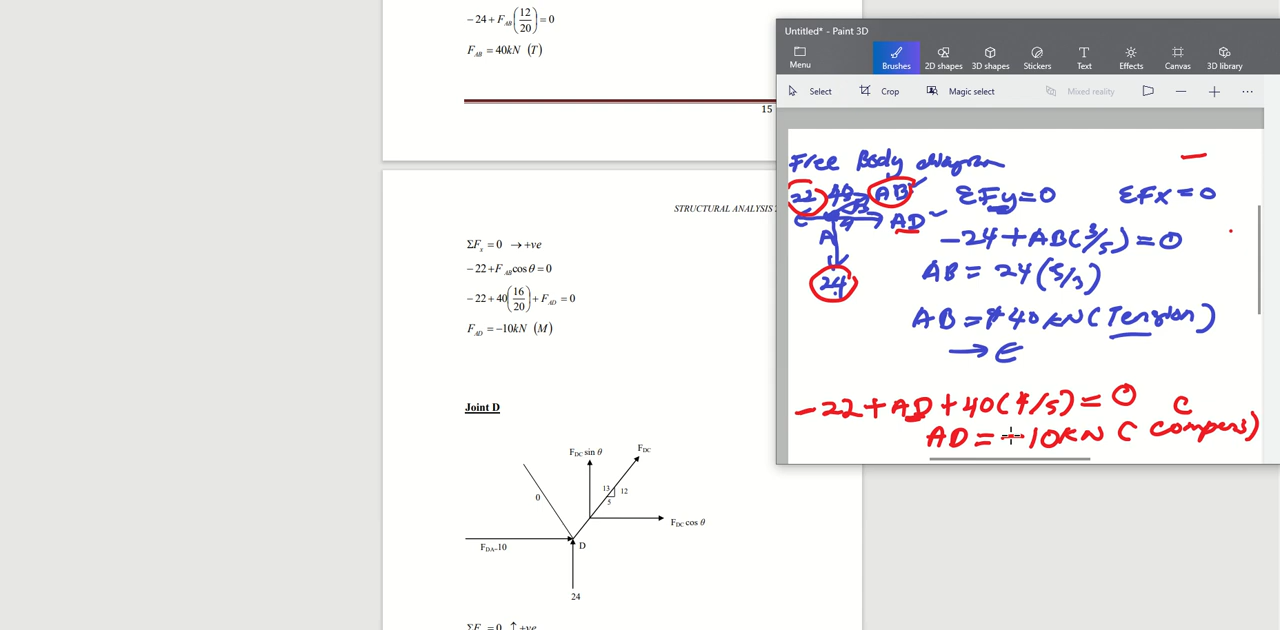 -24 + F_AB(12/20) = 0
F_AB = 40kN (T)
15
STRUCTURAL ANALYSIS
ΣF_x = 0 → +ve
-22 + F_AB cos θ = 0
-22 + 40(16/20) + F_AD = 0
F_AD = -10kN (M)
Joint D
F_DC sin θ
F_DC
13
12
5
0
F_DC cos θ
F_DA=10
D
24
ΣF = 0 ↑ +ve
Untitled* - Paint 3D
Menu
Brushes
2D shapes
3D shapes
Stickers
Text
Effects
Canvas
3D library
Select
Crop
Magic select
Mixed reality
Free Body diagram
22
AB
ΣFy=0
ΣFx=0
AD
A
24
-24+AB(3/5)=0
AB = 24(5/3)
AB = +40KN (Tension)
-22+AD+40(4/5)=0
C
AD = -10KN (